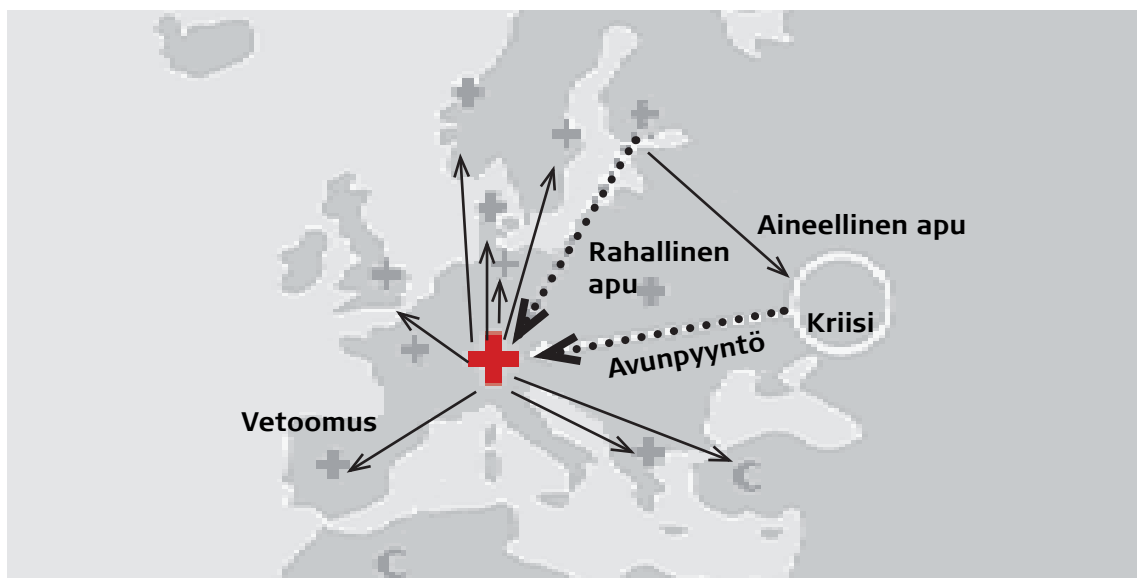 Aineellinen apu
Rahallinen
apu
Kriisi
Avunpyyntö
Vetoomus